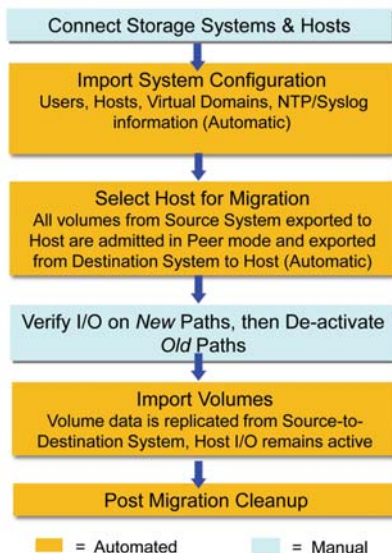 Connect Storage Systems & Hosts
Import System Configuration
Users, Hosts, Virtual Domains, NTP/Syslog
information (Automatic)
Select Host for Migration
All volumes from Source System exported to
Host are admitted in Peer mode and exported
from Destination System to Host (Automatic)
Verify I/O on New Paths, then De-activate
Old Paths
Import Volumes
Volume data is replicated from Source-to-
Destination System, Host I/O remains active
Post Migration Cleanup
= Automated = Manual